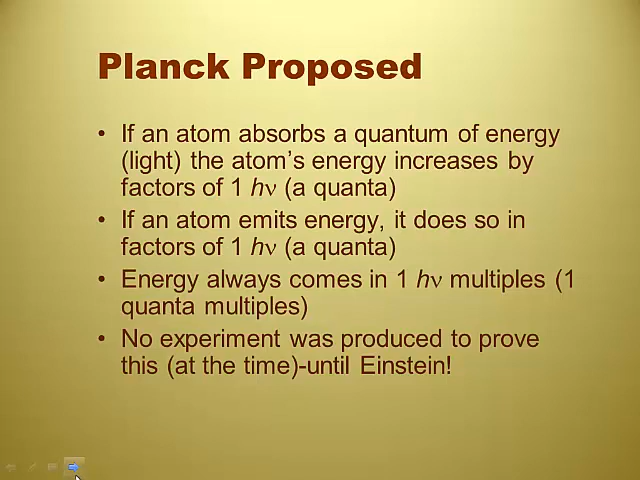 Planck Proposed
• If an atom absorbs a quantum of energy
(light) the atom's energy increases by
factors of 1 hν (a quanta)
• If an atom emits energy, it does so in
factors of 1 hν (a quanta)
• Energy always comes in 1 hν multiples (1
quanta multiples)
• No experiment was produced to prove
this (at the time)-until Einstein!